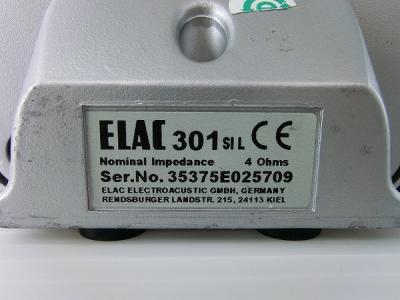 ELAC 301 SI L CE
Nominal Impedance 4 Ohms
Ser.No. 35375E025709
ELAC ELECTROACUSTIC GMBH, GERMANY
RENDSBURGER LANDSTR. 215, 24113 KIEL